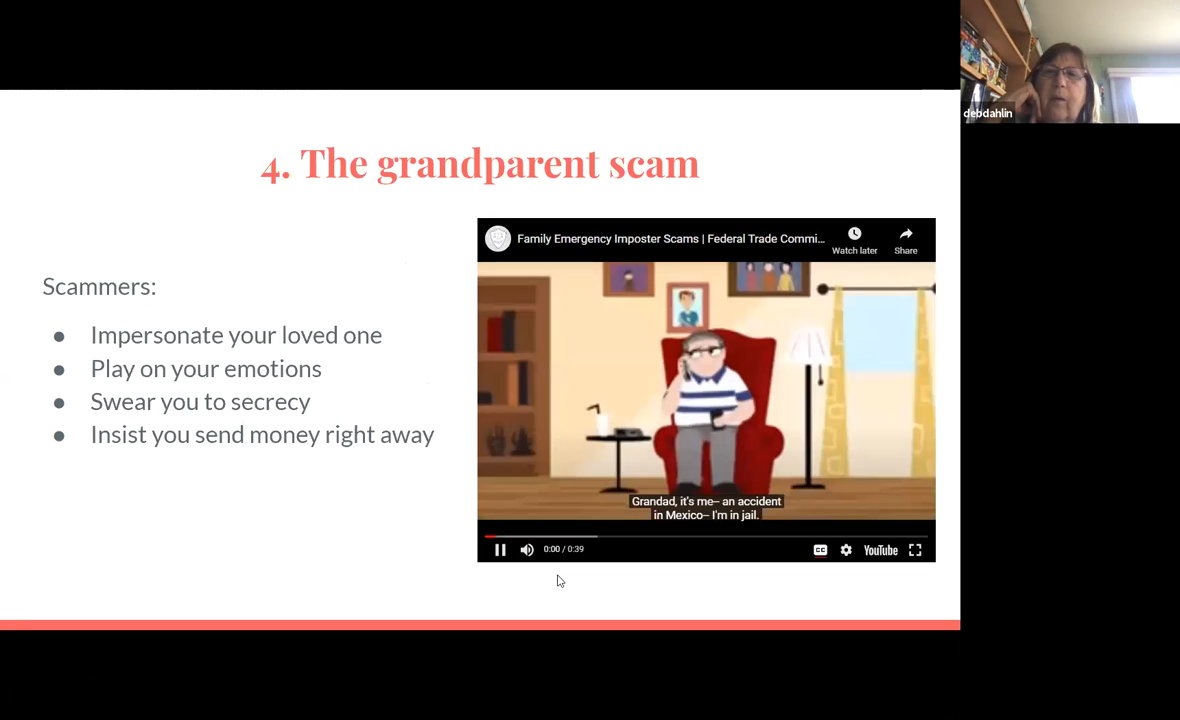 debdahlin
4. The grandparent scam
Scammers:
● Impersonate your loved one
● Play on your emotions
● Swear you to secrecy
● Insist you send money right away
Family Emergency Imposter Scams | Federal Trade Commi...
Watch later
Share
Grandad, it's me-- an accident
in Mexico-- I'm in jail.
0:00 / 0:39
CC
YouTube